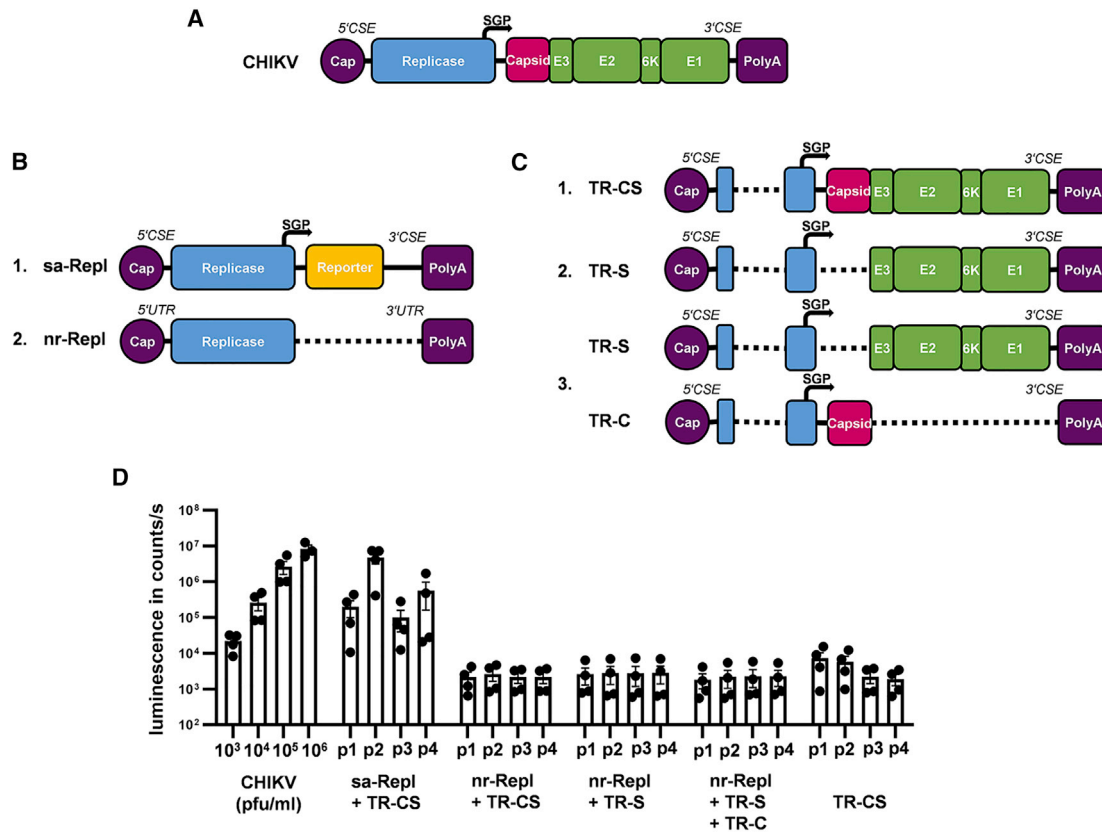 A
5'CSE SGP 3'CSE
CHIKV Cap Replicase Capsid E3 E2 6K E1 PolyA
B
5'CSE SGP 3'CSE
1. sa-Repl Cap Replicase Reporter PolyA
5'UTR 3'UTR
2. nr-Repl Cap Replicase PolyA
C
5'CSE SGP 3'CSE
1. TR-CS Cap Capsid E3 E2 6K E1 PolyA
5'CSE SGP 3'CSE
2. TR-S Cap E3 E2 6K E1 PolyA
5'CSE SGP 3'CSE
TR-S Cap E3 E2 6K E1 PolyA
3.
5'CSE SGP 3'CSE
TR-C Cap Capsid PolyA
D
luminescence in counts/s
10⁸
10⁷
10⁶
10⁵
10⁴
10³
10²
10³ 10⁴ 10⁵ 10⁶ p1 p2 p3 p4 p1 p2 p3 p4 p1 p2 p3 p4 p1 p2 p3 p4 p1 p2 p3 p4
CHIKV sa-Repl nr-Repl nr-Repl nr-Repl TR-CS
(pfu/ml) + TR-CS + TR-CS + TR-S + TR-S
+ TR-C